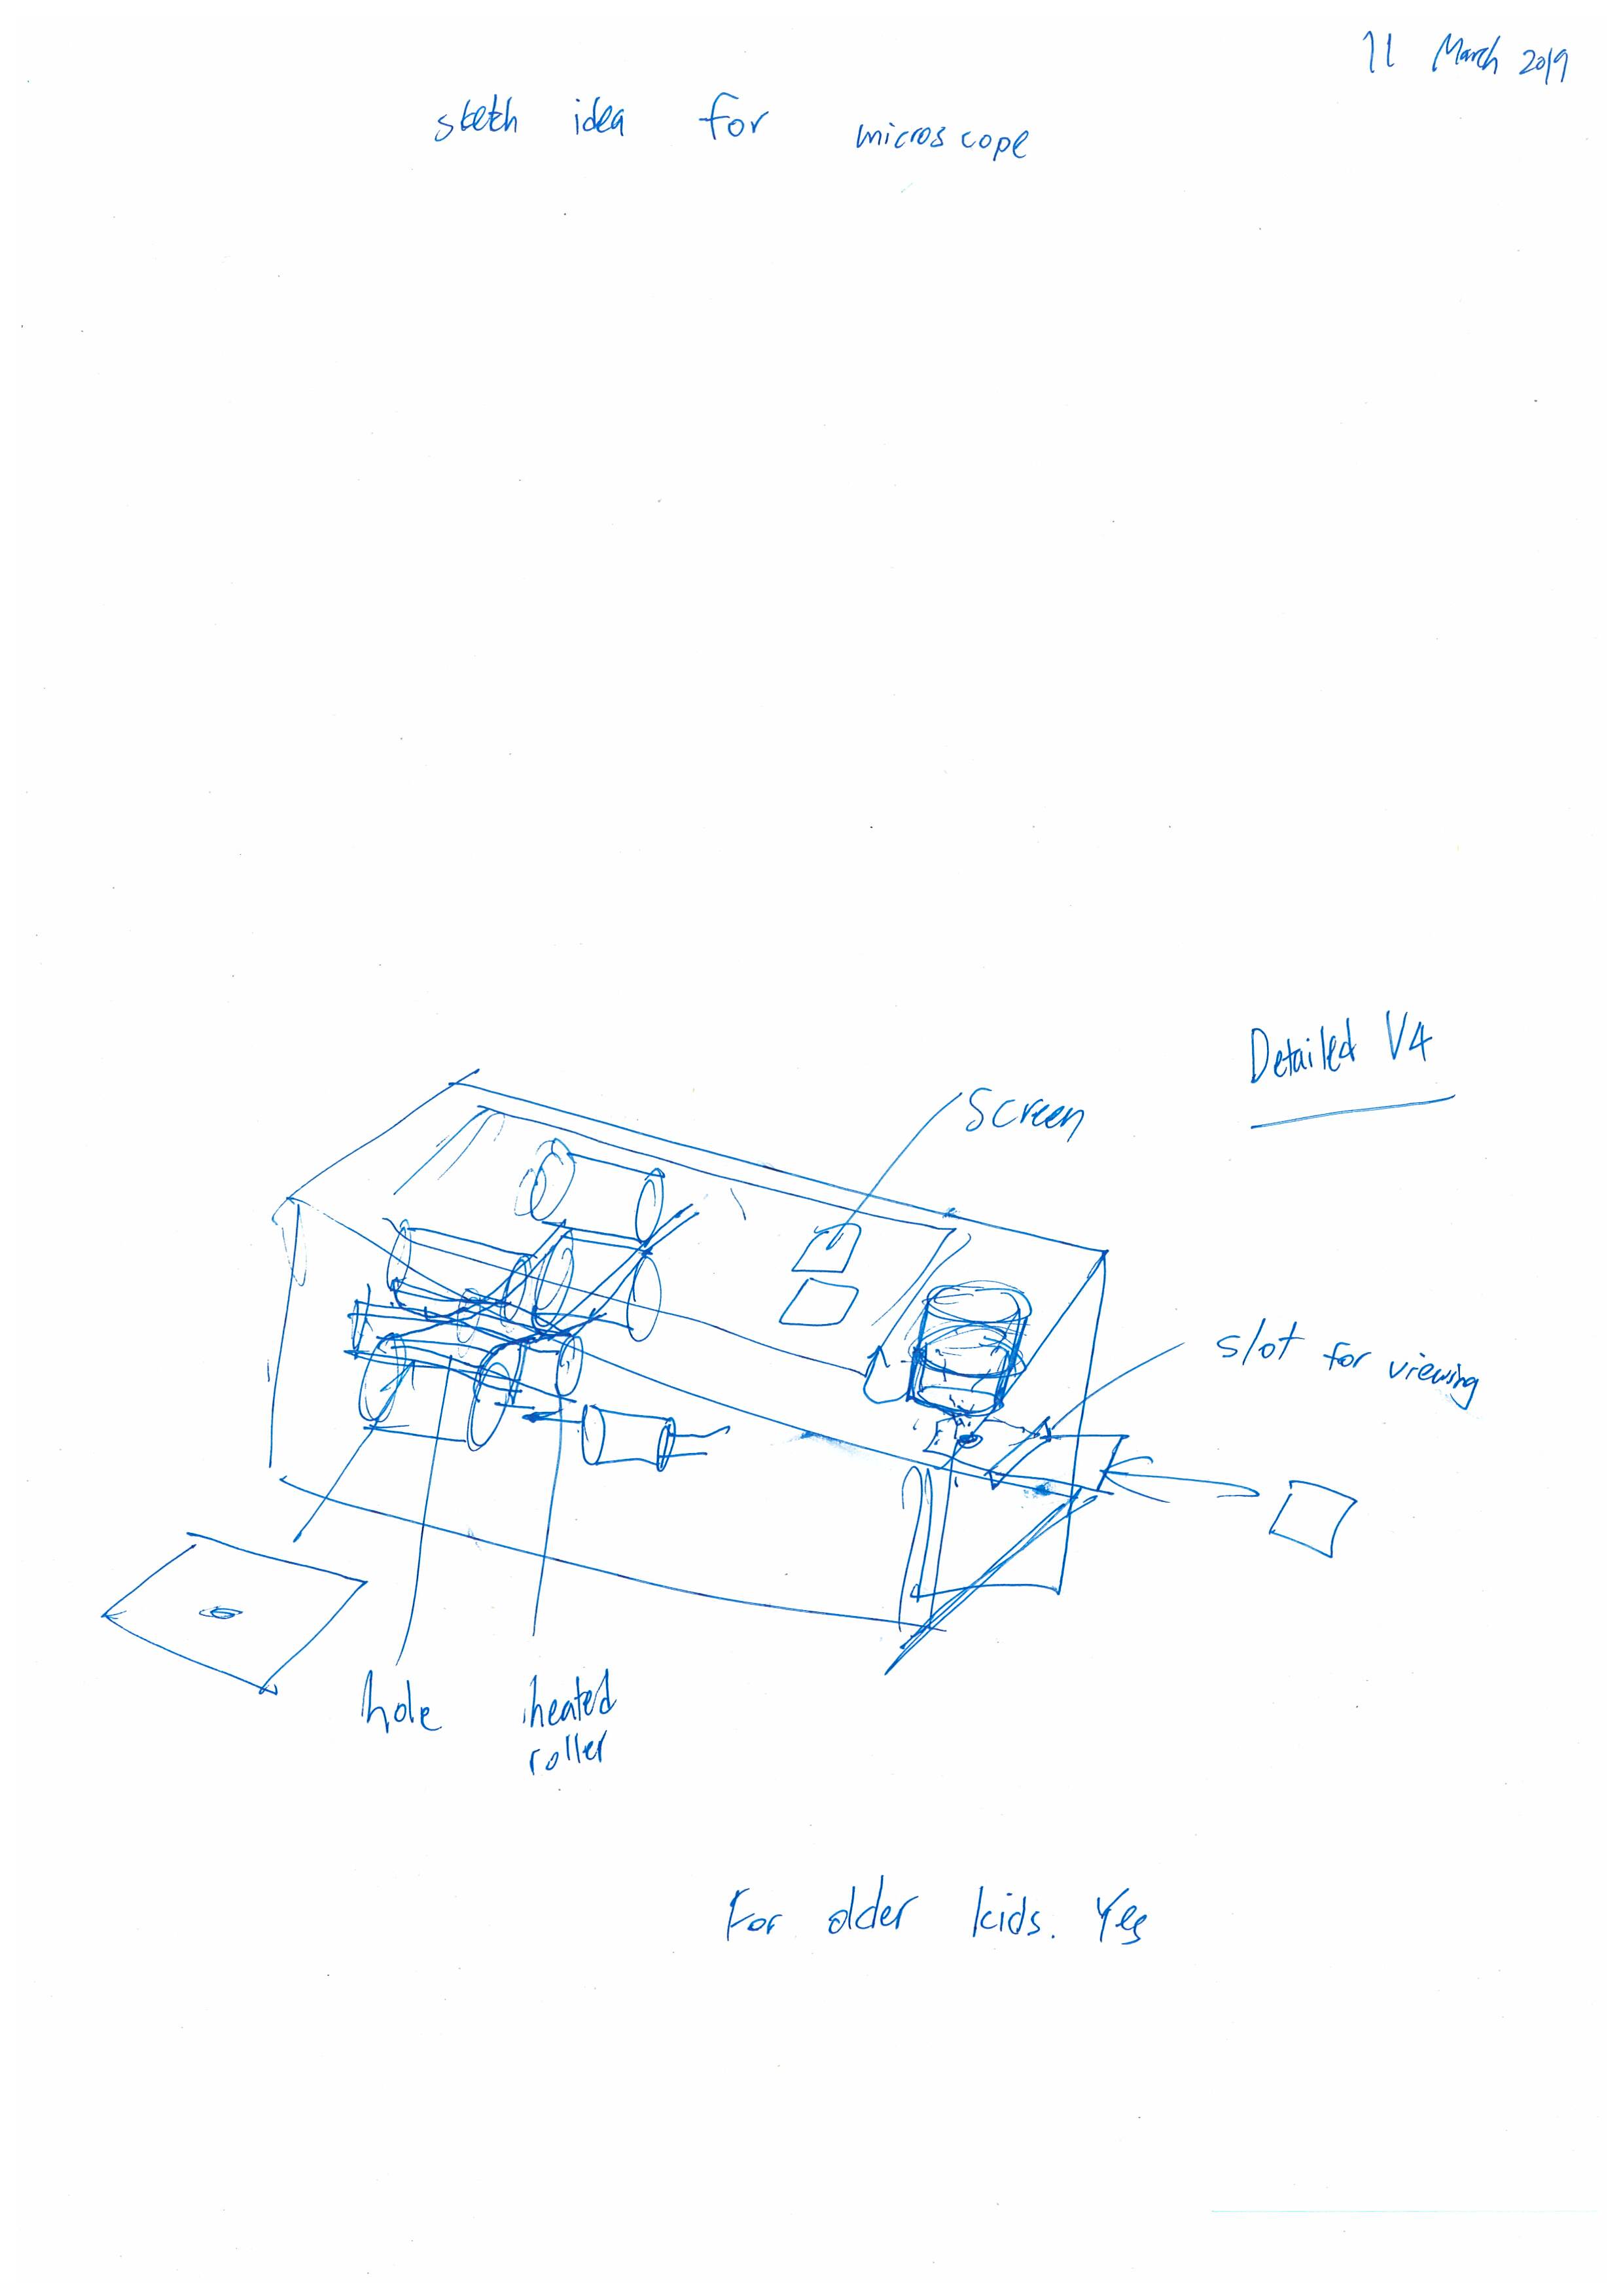 11 March 2019
sketh idea for microscope
Detailed V4
Screen
slot for viewing
hole
heated
roller
For older kids. Yes